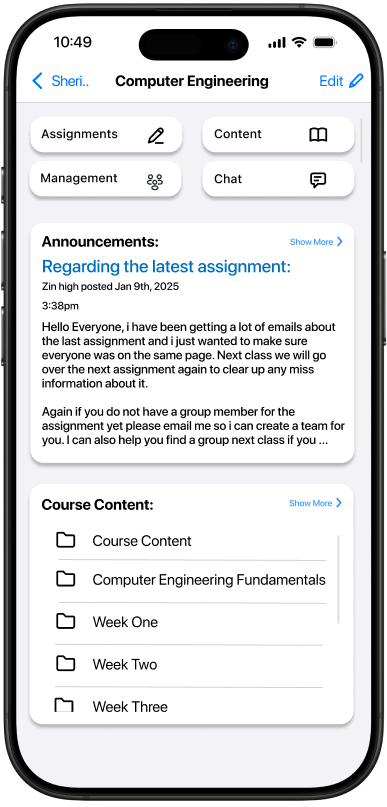 10:49
Sheri..
Computer Engineering
Edit
Assignments
Content
Management
Chat
Announcements:
Show More
Regarding the latest assignment:
Zin high posted Jan 9th, 2025
3:38pm
Hello Everyone, i have been getting a lot of emails about
the last assignment and i just wanted to make sure
everyone was on the same page. Next class we will go
over the next assignment again to clear up any miss
information about it.
Again if you do not have a group member for the
assignment yet please email me so i can create a team for
you. I can also help you find a group next class if you ...
Course Content:
Show More
Course Content
Computer Engineering Fundamentals
Week One
Week Two
Week Three